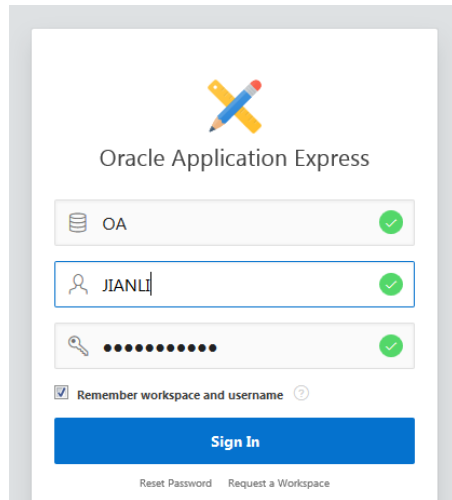 Oracle Application Express
OA
JIANLI
●●●●●●●●●●●
Remember workspace and username ?
Sign In
Reset Password Request a Workspace